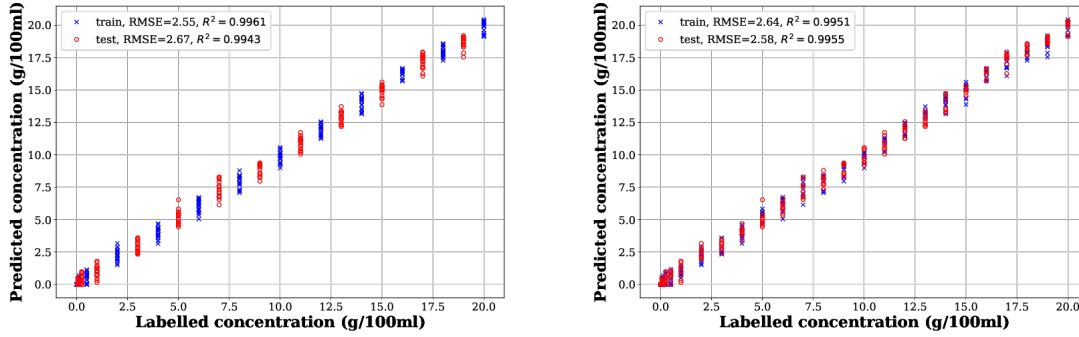 train, RMSE=2.55, R² = 0.9961
test, RMSE=2.67, R² = 0.9943
Predicted concentration (g/100ml)
20.0
17.5
15.0
12.5
10.0
7.5
5.0
2.5
0.0
0.0 2.5 5.0 7.5 10.0 12.5 15.0 17.5 20.0
Labelled concentration (g/100ml)
train, RMSE=2.64, R² = 0.9951
test, RMSE=2.58, R² = 0.9955
Predicted concentration (g/100ml)
20.0
17.5
15.0
12.5
10.0
7.5
5.0
2.5
0.0
0.0 2.5 5.0 7.5 10.0 12.5 15.0 17.5 20.0
Labelled concentration (g/100ml)